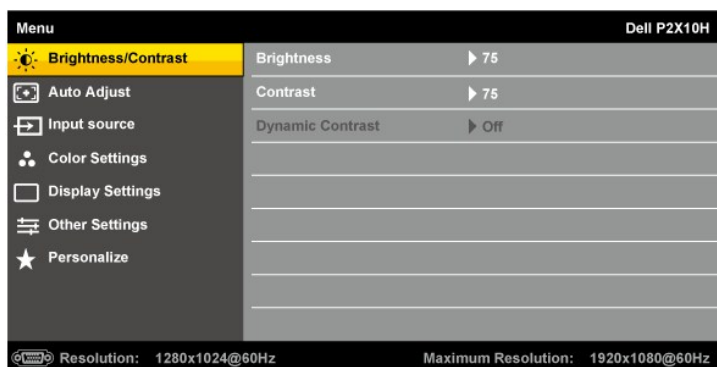 Menu Dell P2X10H
Brightness/Contrast Brightness 75
Auto Adjust Contrast 75
Input source Dynamic Contrast Off
Color Settings
Display Settings
Other Settings
Personalize
Resolution: 1280x1024@60Hz Maximum Resolution: 1920x1080@60Hz